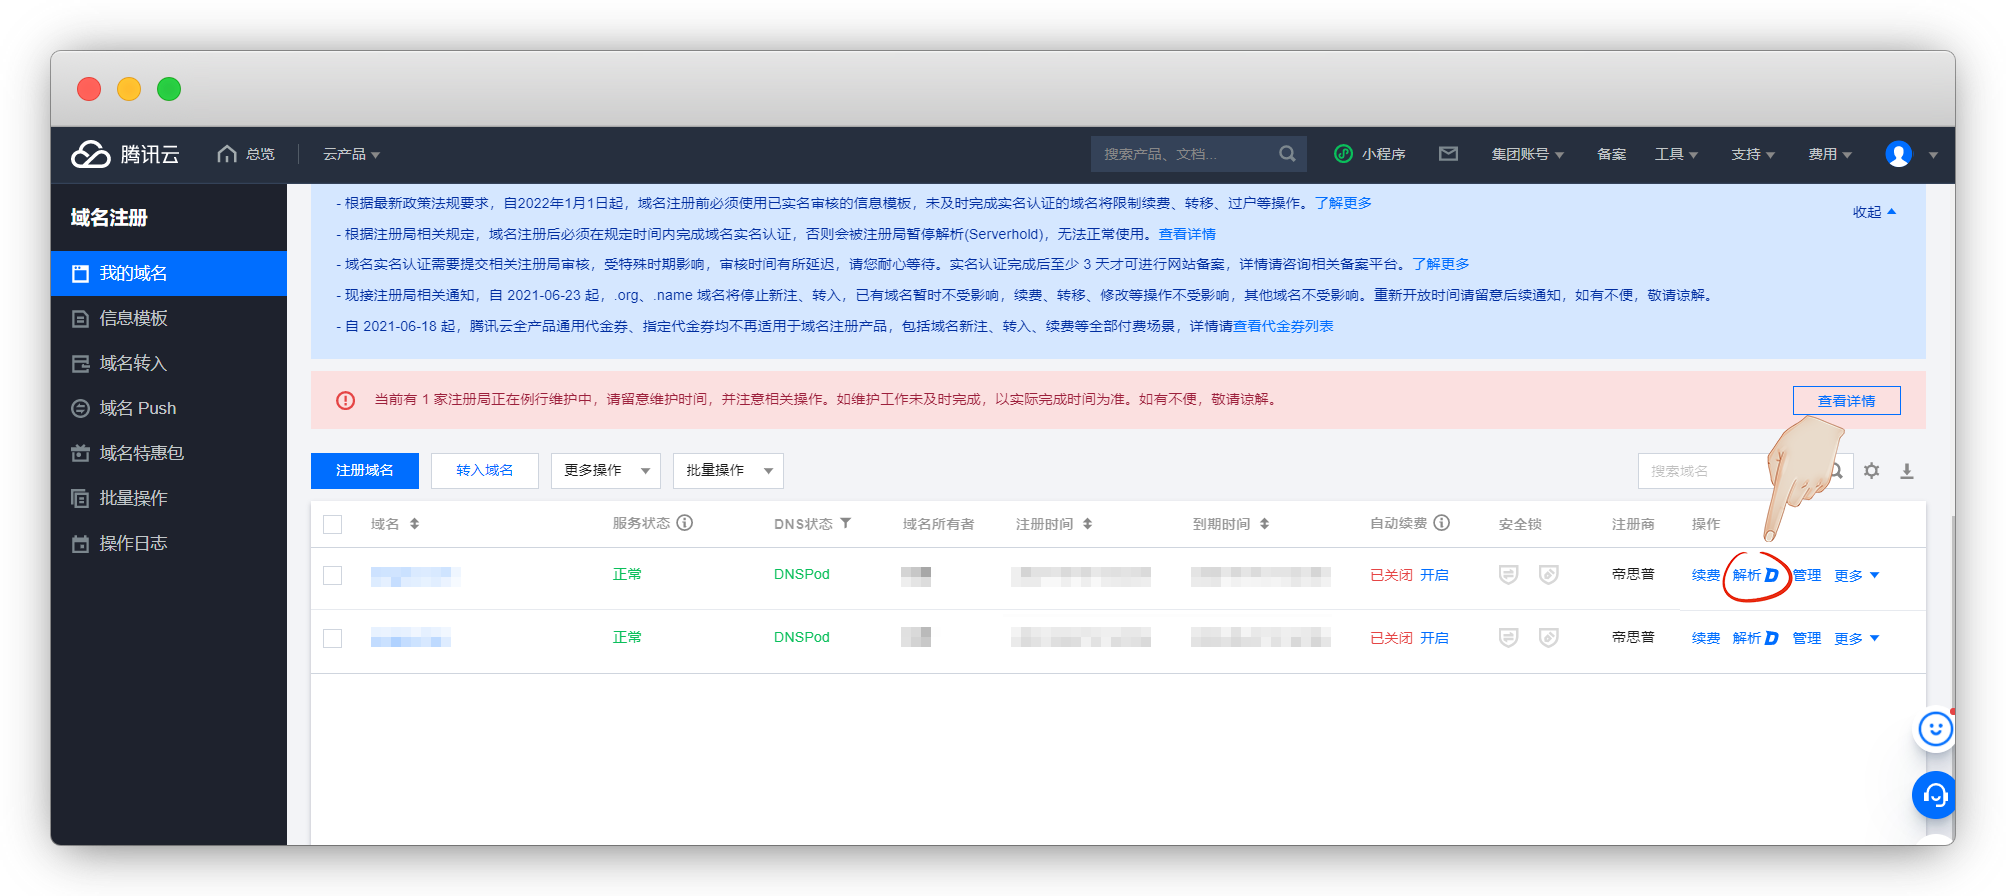 腾讯云 总览 云产品 搜索产品、文档... 小程序 集团账号 备案 工具 支持 费用
域名注册
我的域名
信息模板
域名转入
域名 Push
域名特惠包
批量操作
操作日志
- 根据最新政策法规要求，自2022年1月1日起，域名注册前必须使用已实名审核的信息模板，未及时完成实名认证的域名将限制续费、转移、过户等操作。了解更多
收起
- 根据注册局相关规定，域名注册后必须在规定时间内完成域名实名认证，否则会被注册局暂停解析(Serverhold)，无法正常使用。查看详情
- 域名实名认证需要提交相关注册局审核，受特殊时期影响，审核时间有所延迟，请您耐心等待。实名认证完成后至少 3 天才可进行网站备案，详情请咨询相关备案平台。了解更多
- 现接注册局相关通知，自 2021-06-23 起，.org、.name 域名将停止新注、转入，已有域名暂时不受影响，续费、转移、修改等操作不受影响，其他域名不受影响。重新开放时间请留意后续通知，如有不便，敬请谅解。
- 自 2021-06-18 起，腾讯云全产品通用代金券、指定代金券均不再适用于域名注册产品，包括域名新注、转入、续费等全部付费场景，详情请查看代金券列表
当前有 1 家注册局正在例行维护中，请留意维护时间，并注意相关操作。如维护工作未及时完成，以实际完成时间为准。如有不便，敬请谅解。 查看详情
注册域名 转入域名 更多操作 批量操作 搜索域名
域名 服务状态 DNS状态 域名所有者 注册时间 到期时间 自动续费 安全锁 注册商 操作
正常 DNSPod 已关闭 开启 帝思普 续费 解析 管理 更多
正常 DNSPod 已关闭 开启 帝思普 续费 解析 管理 更多